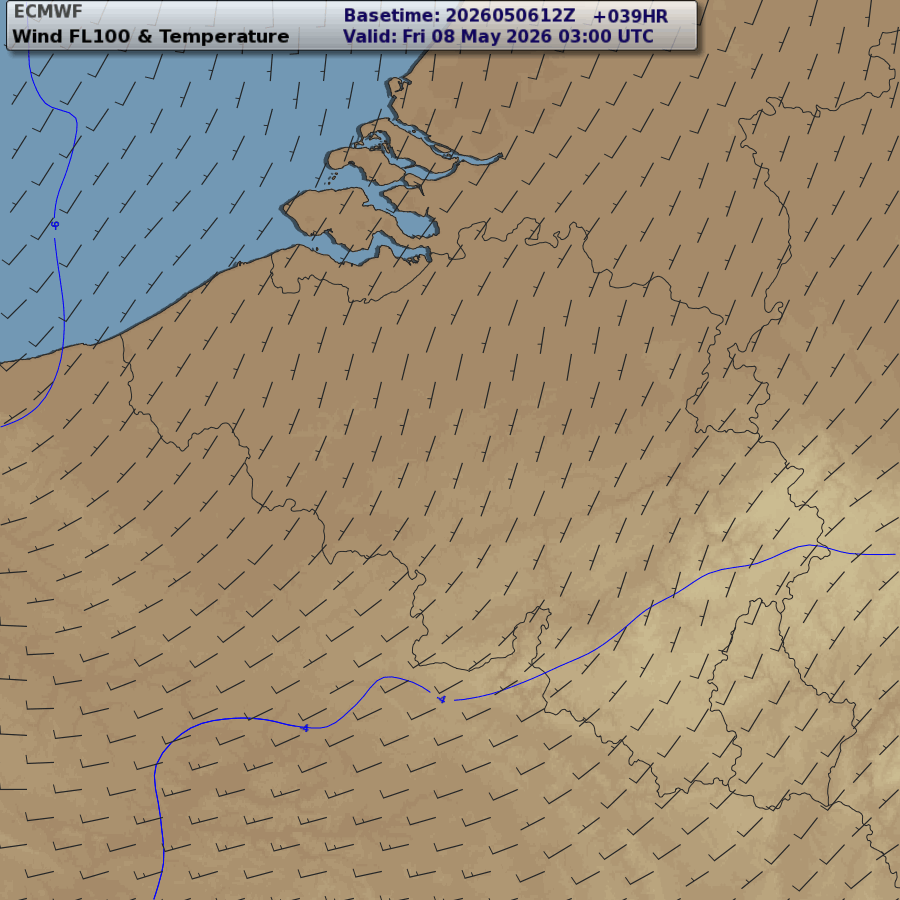 ECMWF
Wind FL100 & Temperature
Basetime: 2026050612Z +039HR
Valid: Fri 08 May 2026 03:00 UTC